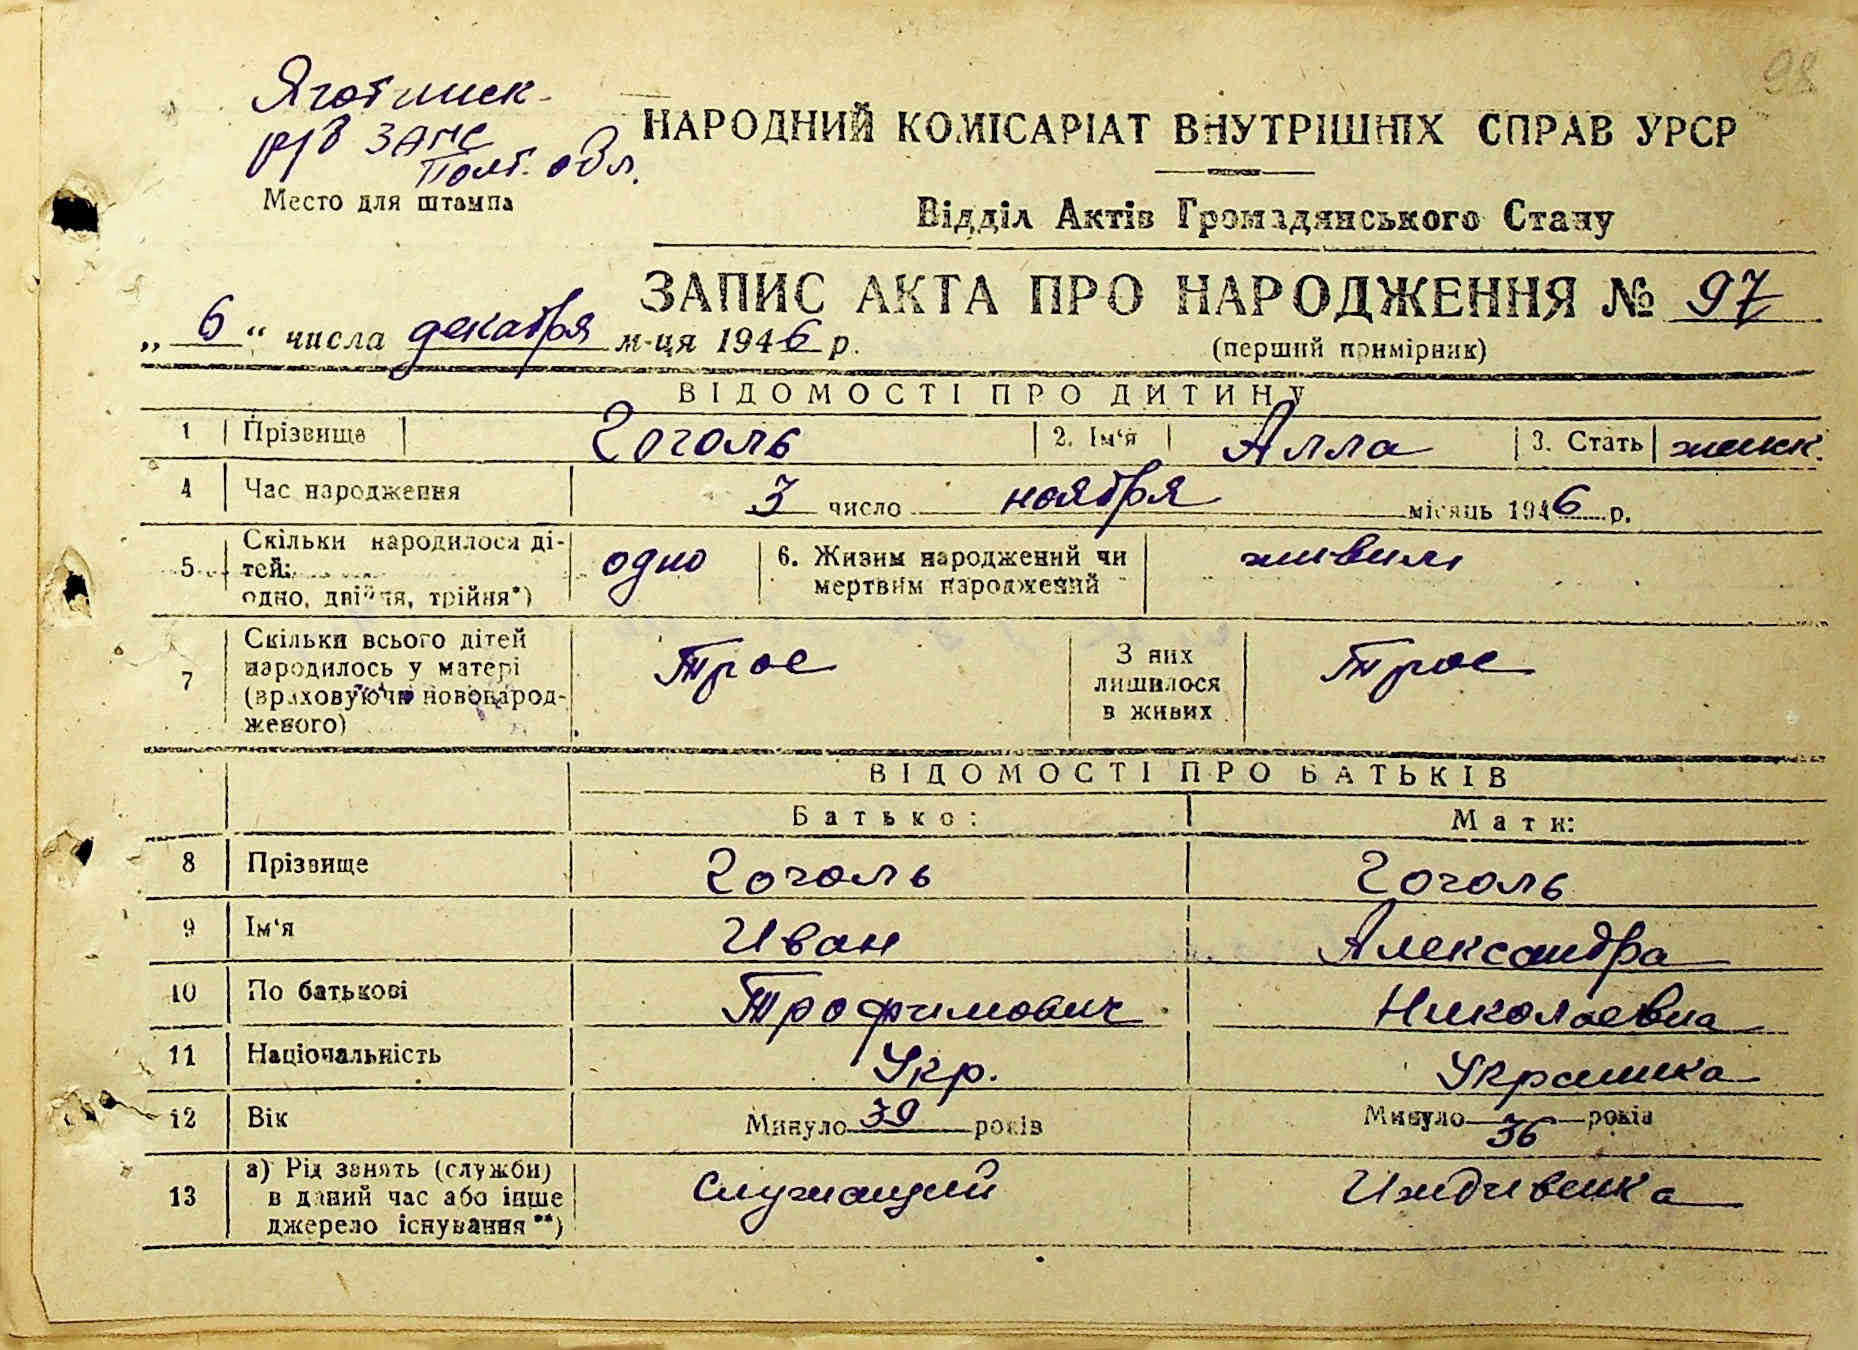 98
Яготинск-
р/в ЗАГС
Полт. обл.
Место для штампа
НАРОДНИЙ КОМІСАРІАТ ВНУТРІШНІХ СПРАВ УРСР
Відділ Актів Громадянського Стану
ЗАПИС АКТА ПРО НАРОДЖЕННЯ № 97
„ 6 “ числа декабря м-ця 1946 р.
(перший примірник)
ВІДОМОСТІ ПРО ДИТИНУ
1 Прізвище Гоголь 2. Ім‘я Алла 3. Стать женск.
4 Час народження 3 число ноября місяць 1946 р.
5 Скільки народилося ді-
тей:
одно, двійня, трійня*)
одно
6. Живим народжений чи
мертвим народжений
живым
7 Скільки всього дітей
народилось у матері
(враховуючи новонарод-
женого)
Трое
З них
лишилося
в живих
Трое
ВІДОМОСТІ ПРО БАТЬКІВ
Батько: Мати:
8 Прізвище Гоголь Гоголь
9 Ім‘я Иван Александра
10 По батькові Трофимович Николаевна
11 Національність Укр. Украинка
12 Вік Минуло 39 років Минуло 36 років
13 а) Рід занять (служби)
в даний час або інше
джерело існування**)
Служащий Иждивенка